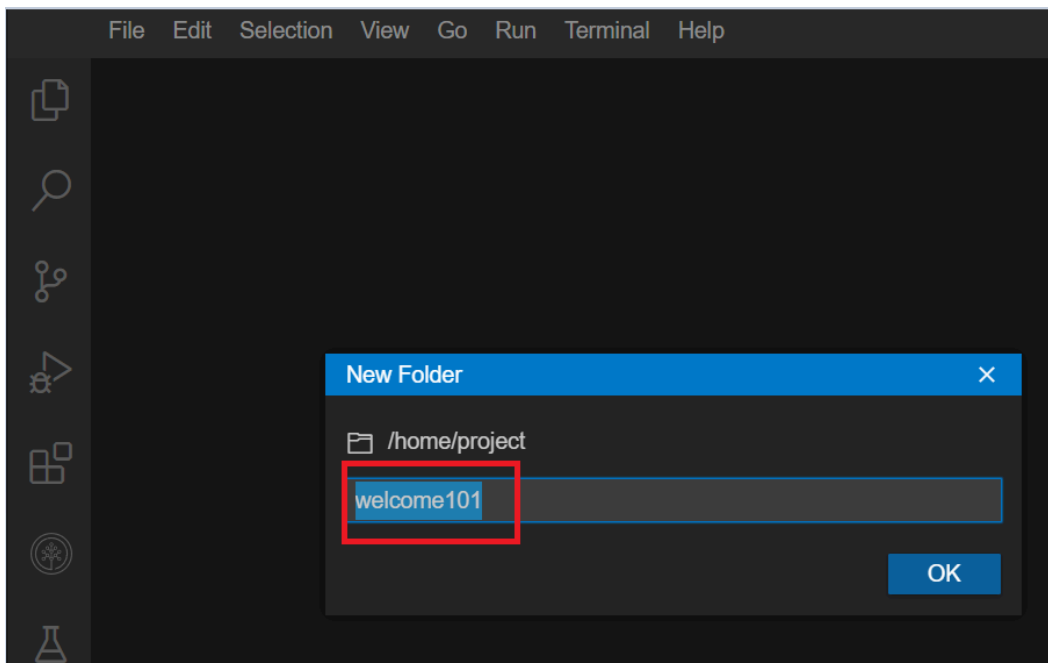 File Edit Selection View Go Run Terminal Help
New Folder
/home/project
welcome101
OK